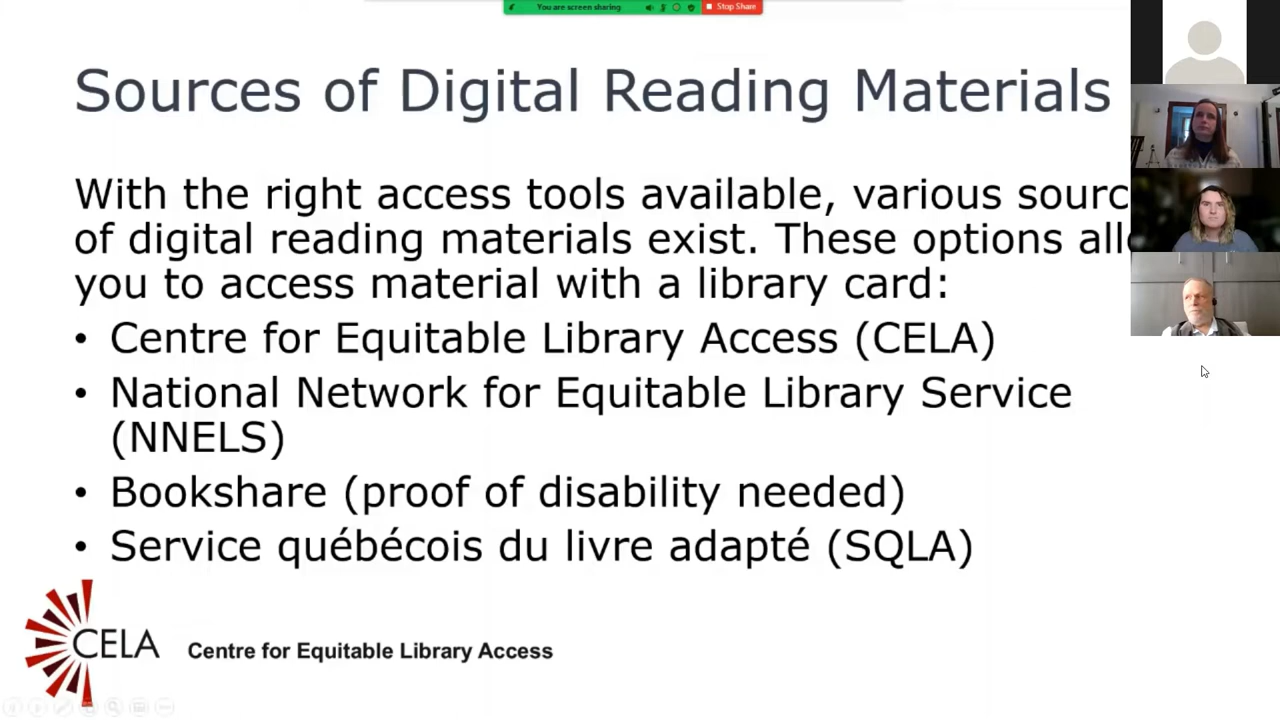 You are screen sharing
Stop Share
Sources of Digital Reading Materials
With the right access tools available, various sourc
of digital reading materials exist. These options all
you to access material with a library card:
• Centre for Equitable Library Access (CELA)
• National Network for Equitable Library Service
(NNELS)
• Bookshare (proof of disability needed)
• Service québécois du livre adapté (SQLA)
CELA
Centre for Equitable Library Access